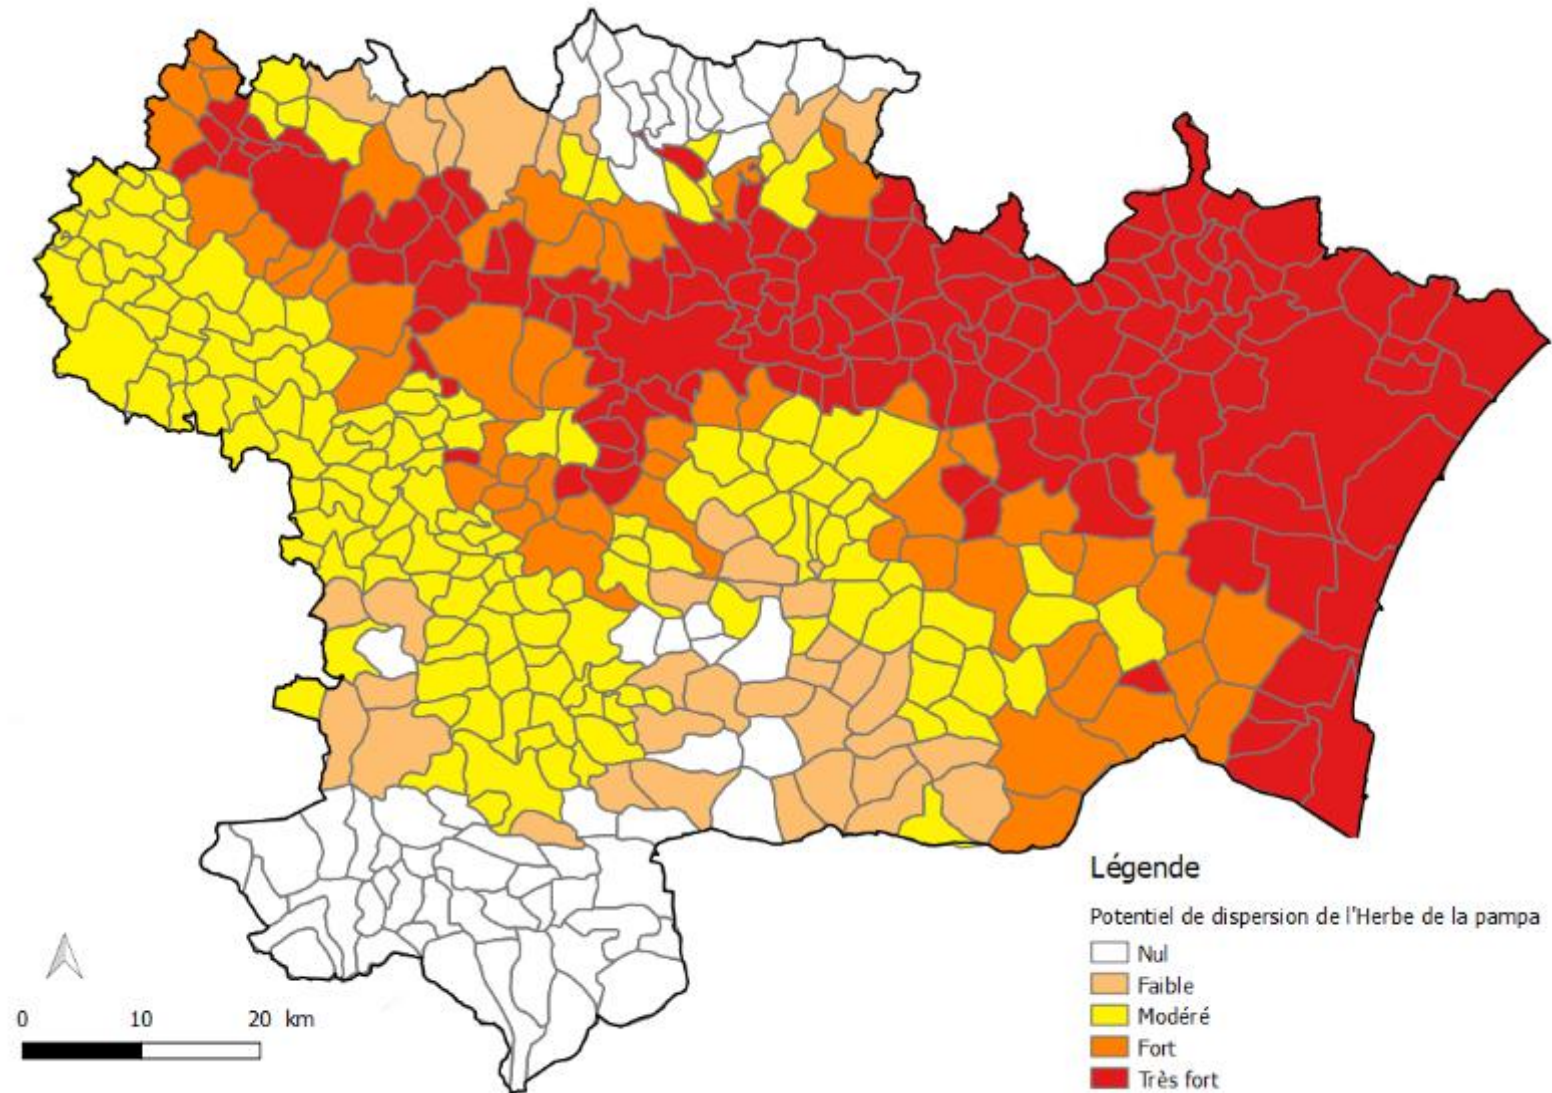 Légende
Potentiel de dispersion de l'Herbe de la pampa
Nul
Faible
Modéré
Fort
Très fort
0 10 20 km